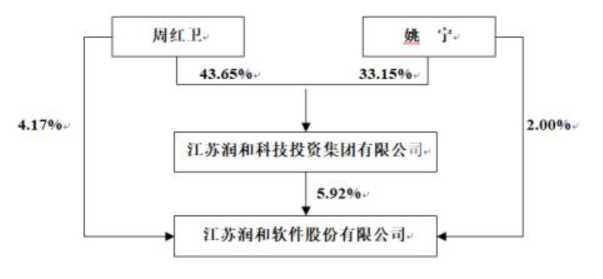 周红卫
姚 宁
43.65%
33.15%
4.17%
2.00%
江苏润和科技投资集团有限公司
5.92%
江苏润和软件股份有限公司